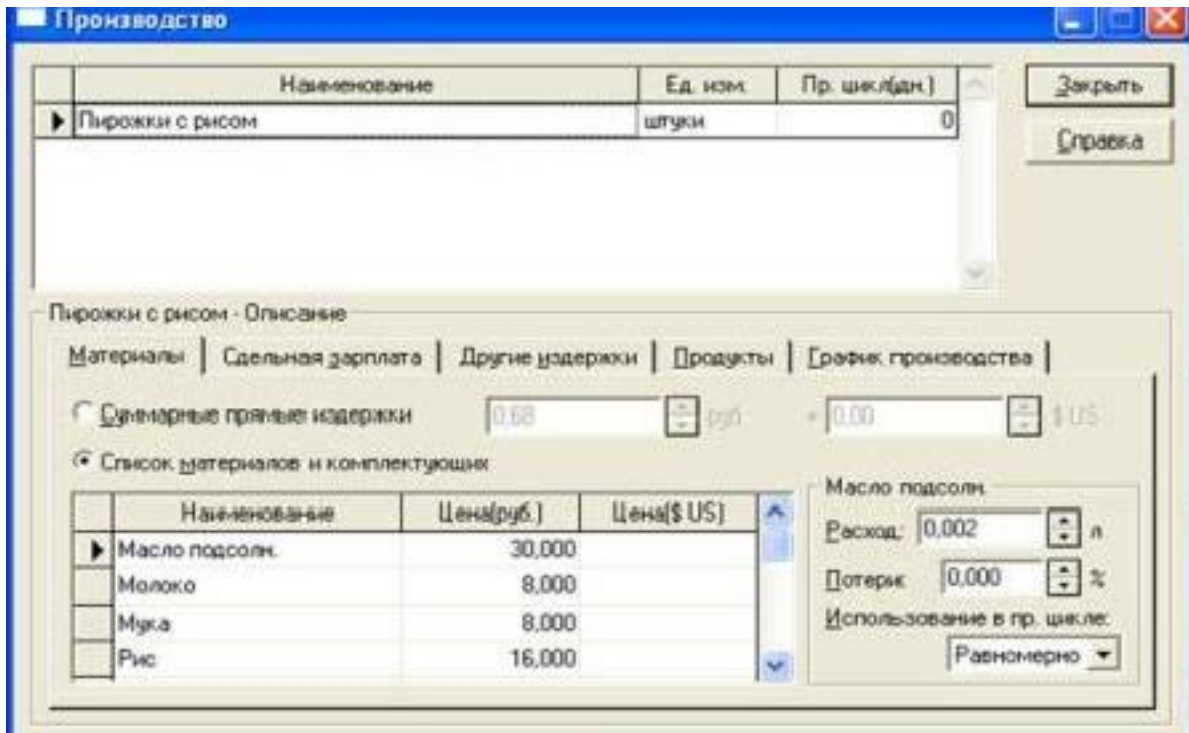 Производство
Наименование Ед. изм. Пр. цикл(дн.)
Пирожки с рисом штуки 0
Закрыть
Справка
Пирожки с рисом - Описание
Материалы Сдельная зарплата Другие издержки Продукты График производства
Суммарные прямые издержки 0,68 руб + 0,00 $ US
Список материалов и комплектующих
Наименование Цена(руб.) Цена($ US)
Масло подсолн. 30,000
Молоко 8,000
Мука 8,000
Рис 16,000
Масло подсолн.
Расход: 0,002 л
Потери: 0,000 %
Использование в пр. цикле:
Равномерно